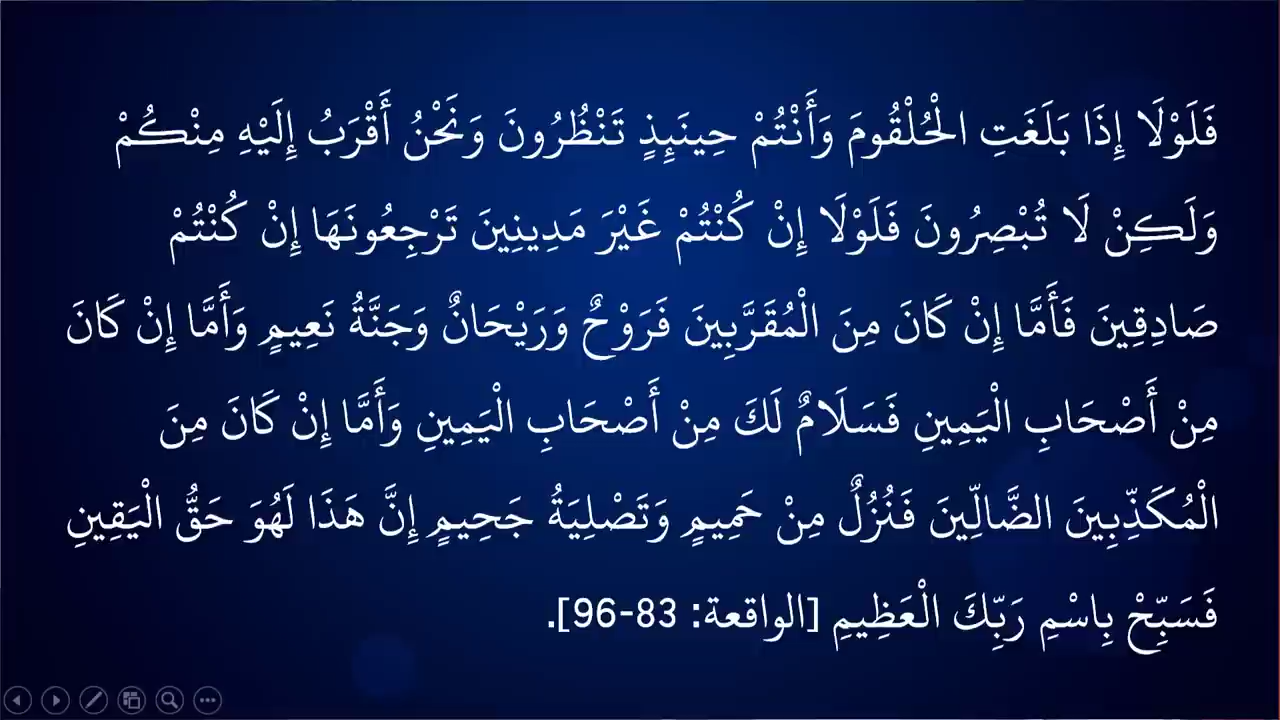 فَلَوْلَا إِذَا بَلَغَتِ الْحُلْقُومَ وَأَنْتُمْ حِينَئِذٍ تَنْظُرُونَ وَنَحْنُ أَقْرَبُ إِلَيْهِ مِنْكُمْ
وَلَكِنْ لَا تُبْصِرُونَ فَلَوْلَا إِنْ كُنْتُمْ غَيْرَ مَدِينِينَ تَرْجِعُونَهَا إِنْ كُنْتُمْ
صَادِقِينَ فَأَمَّا إِنْ كَانَ مِنَ الْمُقَرَّبِينَ فَرَوْحٌ وَرَيْحَانٌ وَجَنَّةُ نَعِيمٍ وَأَمَّا إِنْ كَانَ
مِنْ أَصْحَابِ الْيَمِينِ فَسَلَامٌ لَكَ مِنْ أَصْحَابِ الْيَمِينِ وَأَمَّا إِنْ كَانَ مِنَ
الْمُكَذِّبِينَ الضَّالِّينَ فَنُزُلٌ مِنْ حَمِيمٍ وَتَصْلِيَةُ جَحِيمٍ إِنَّ هَذَا لَهُوَ حَقُّ الْيَقِينِ
فَسَبِّحْ بِاسْمِ رَبِّكَ الْعَظِيمِ [الواقعة: 83-96].